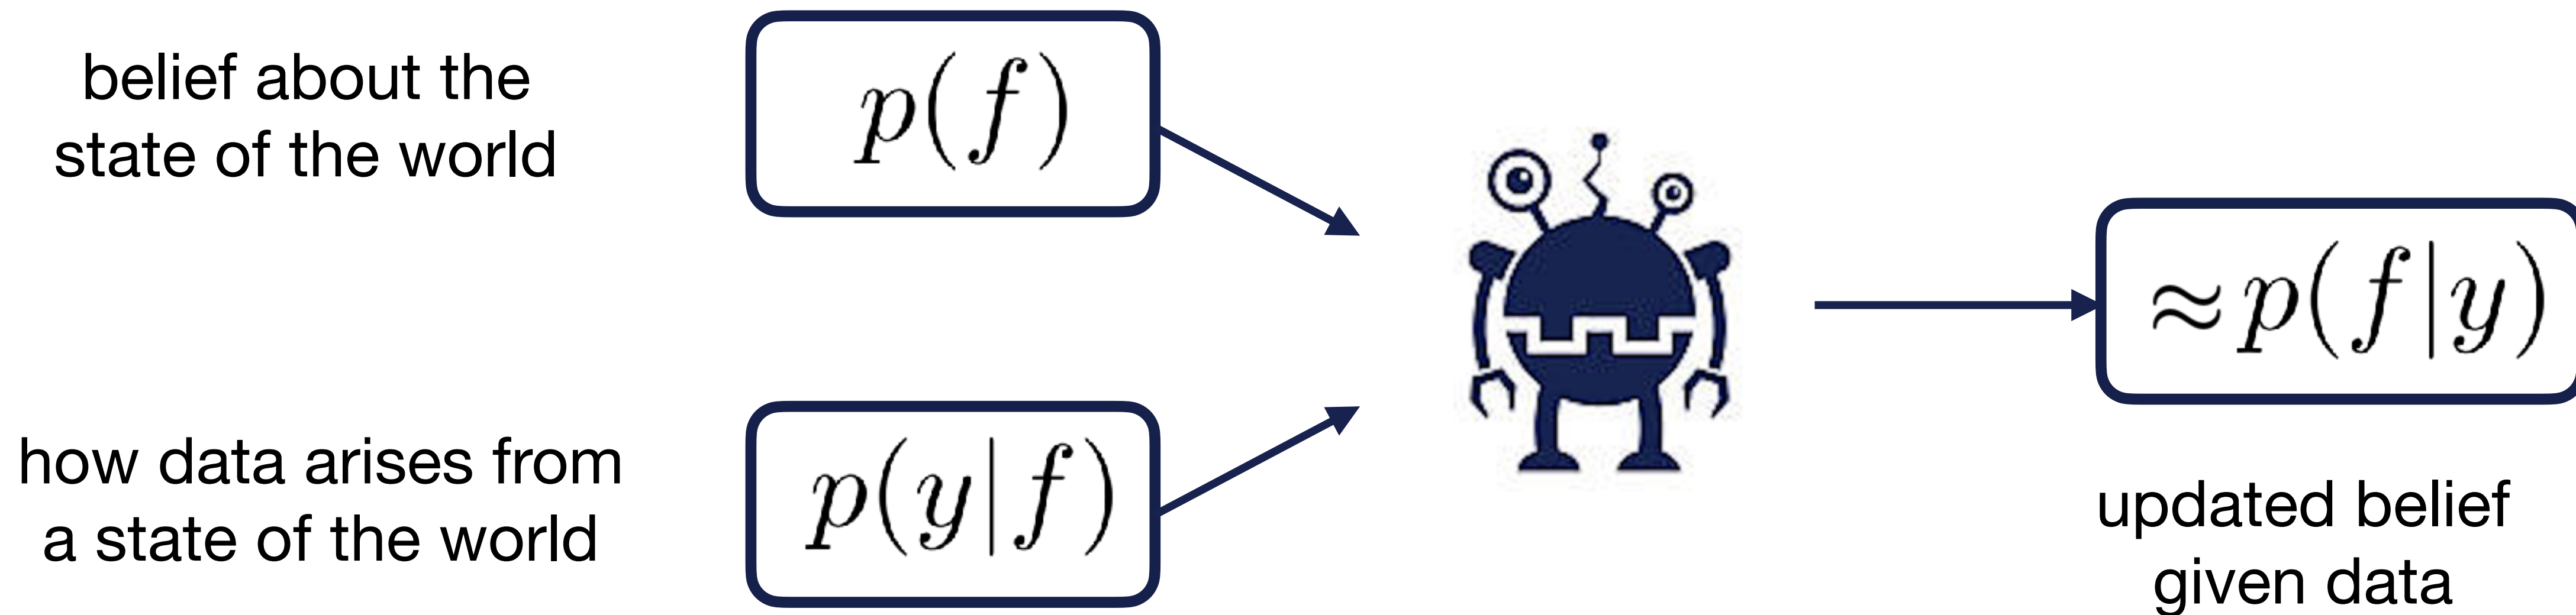 belief about the
state of the world
p(f)
how data arises from
a state of the world
p(y|f)
≈p(f|y)
updated belief
given data